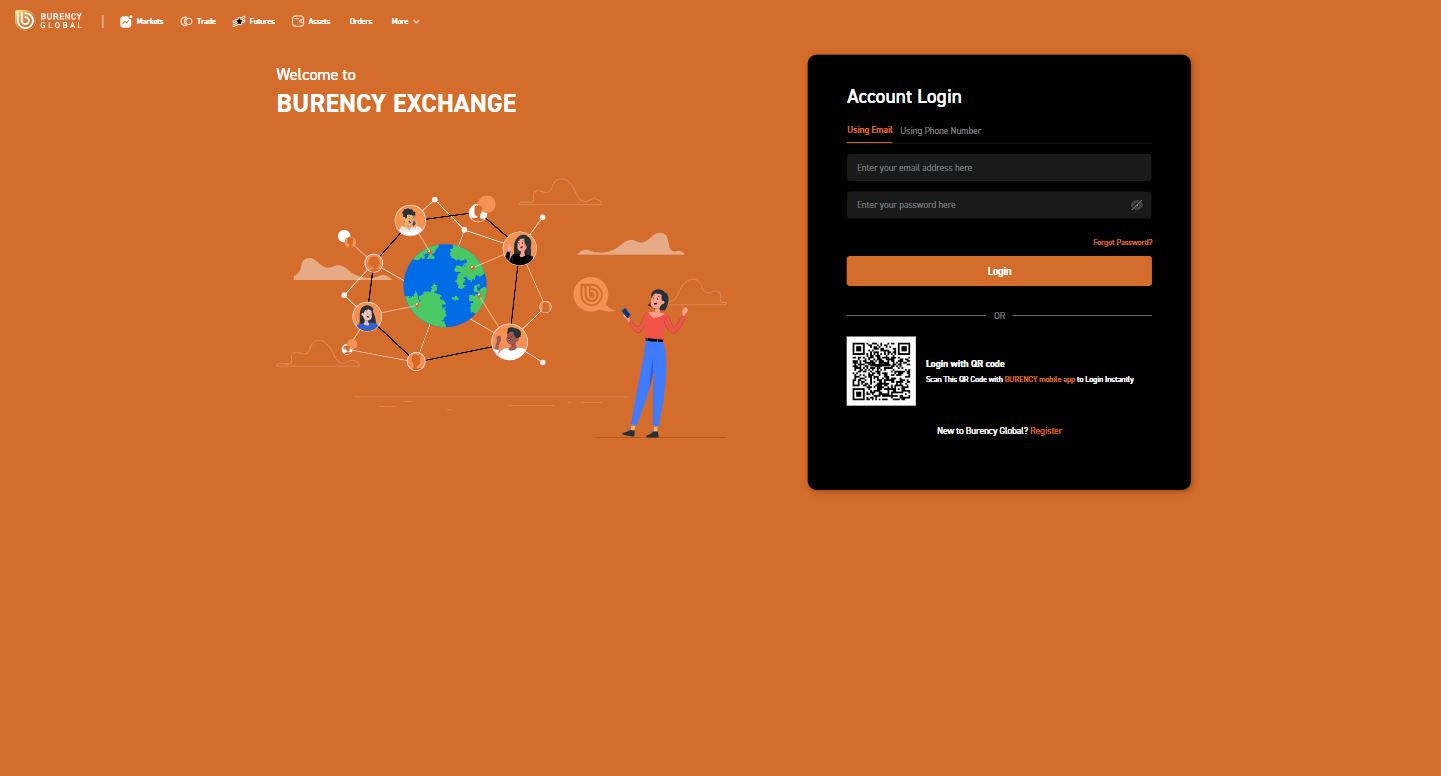 BURENCY
GLOBAL
Markets
Trade
Futures
Assets
Orders
More
Welcome to
BURENCY EXCHANGE
Account Login
Using Email
Using Phone Number
Enter your email address here
Enter your password here
Forgot Password?
Login
OR
Login with QR code
Scan This QR Code with BURENCY mobile app to Login Instantly
New to Burency Global? Register